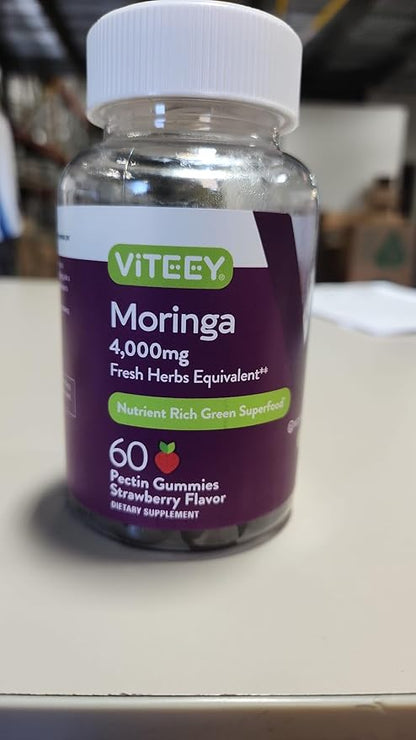 ViTEEY®
Moringa
4,000mg
Fresh Herbs Equivalent**
Nutrient Rich Green Superfood
60
Pectin Gummies
Strawberry Flavor
DIETARY SUPPLEMENT